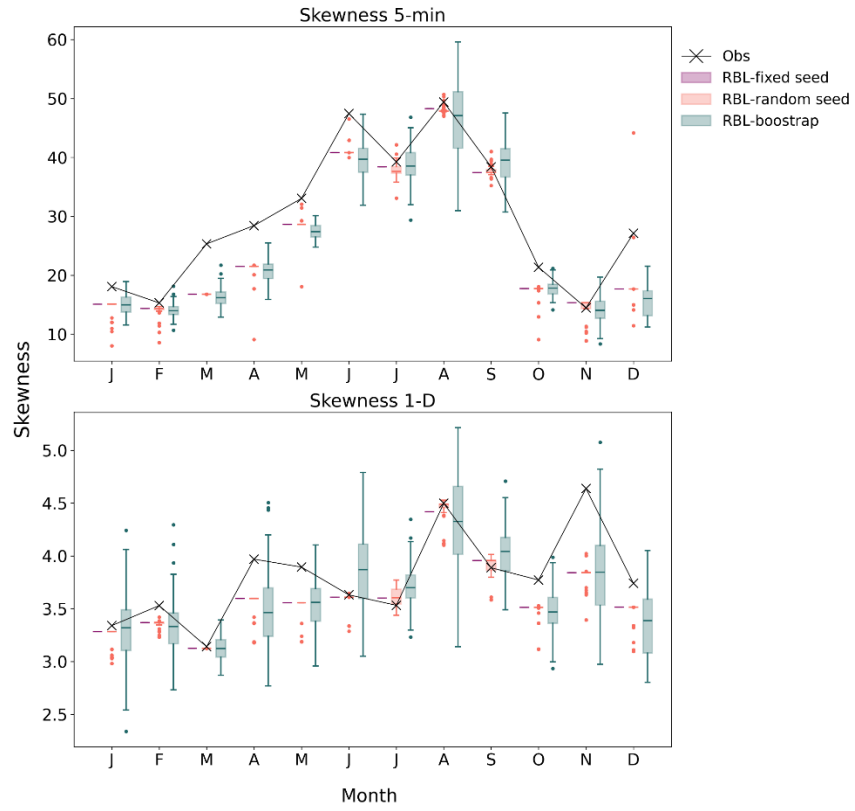 Skewness 5-min
60
50
40
30
20
10
J F M A M J J A S O N D
Obs
RBL-fixed seed
RBL-random seed
RBL-boostrap
Skewness
Skewness 1-D
5.0
4.5
4.0
3.5
3.0
2.5
J F M A M J J A S O N D
Month